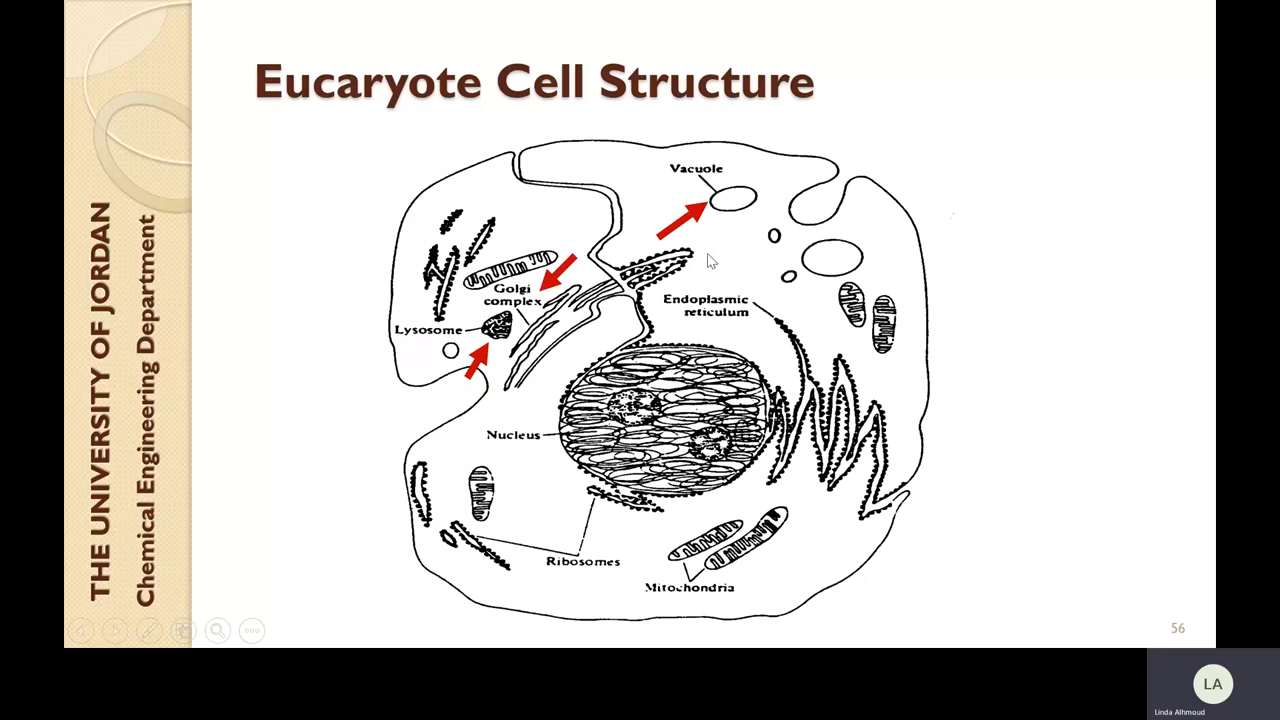 THE UNIVERSITY OF JORDAN
Chemical Engineering Department
Eucaryote Cell Structure
Vacuole
Golgi
complex
Endoplasmic
reticulum
Lysosome
Nucleus
Ribosomes
Mitochondria
56
LA
Linda Alhmoud